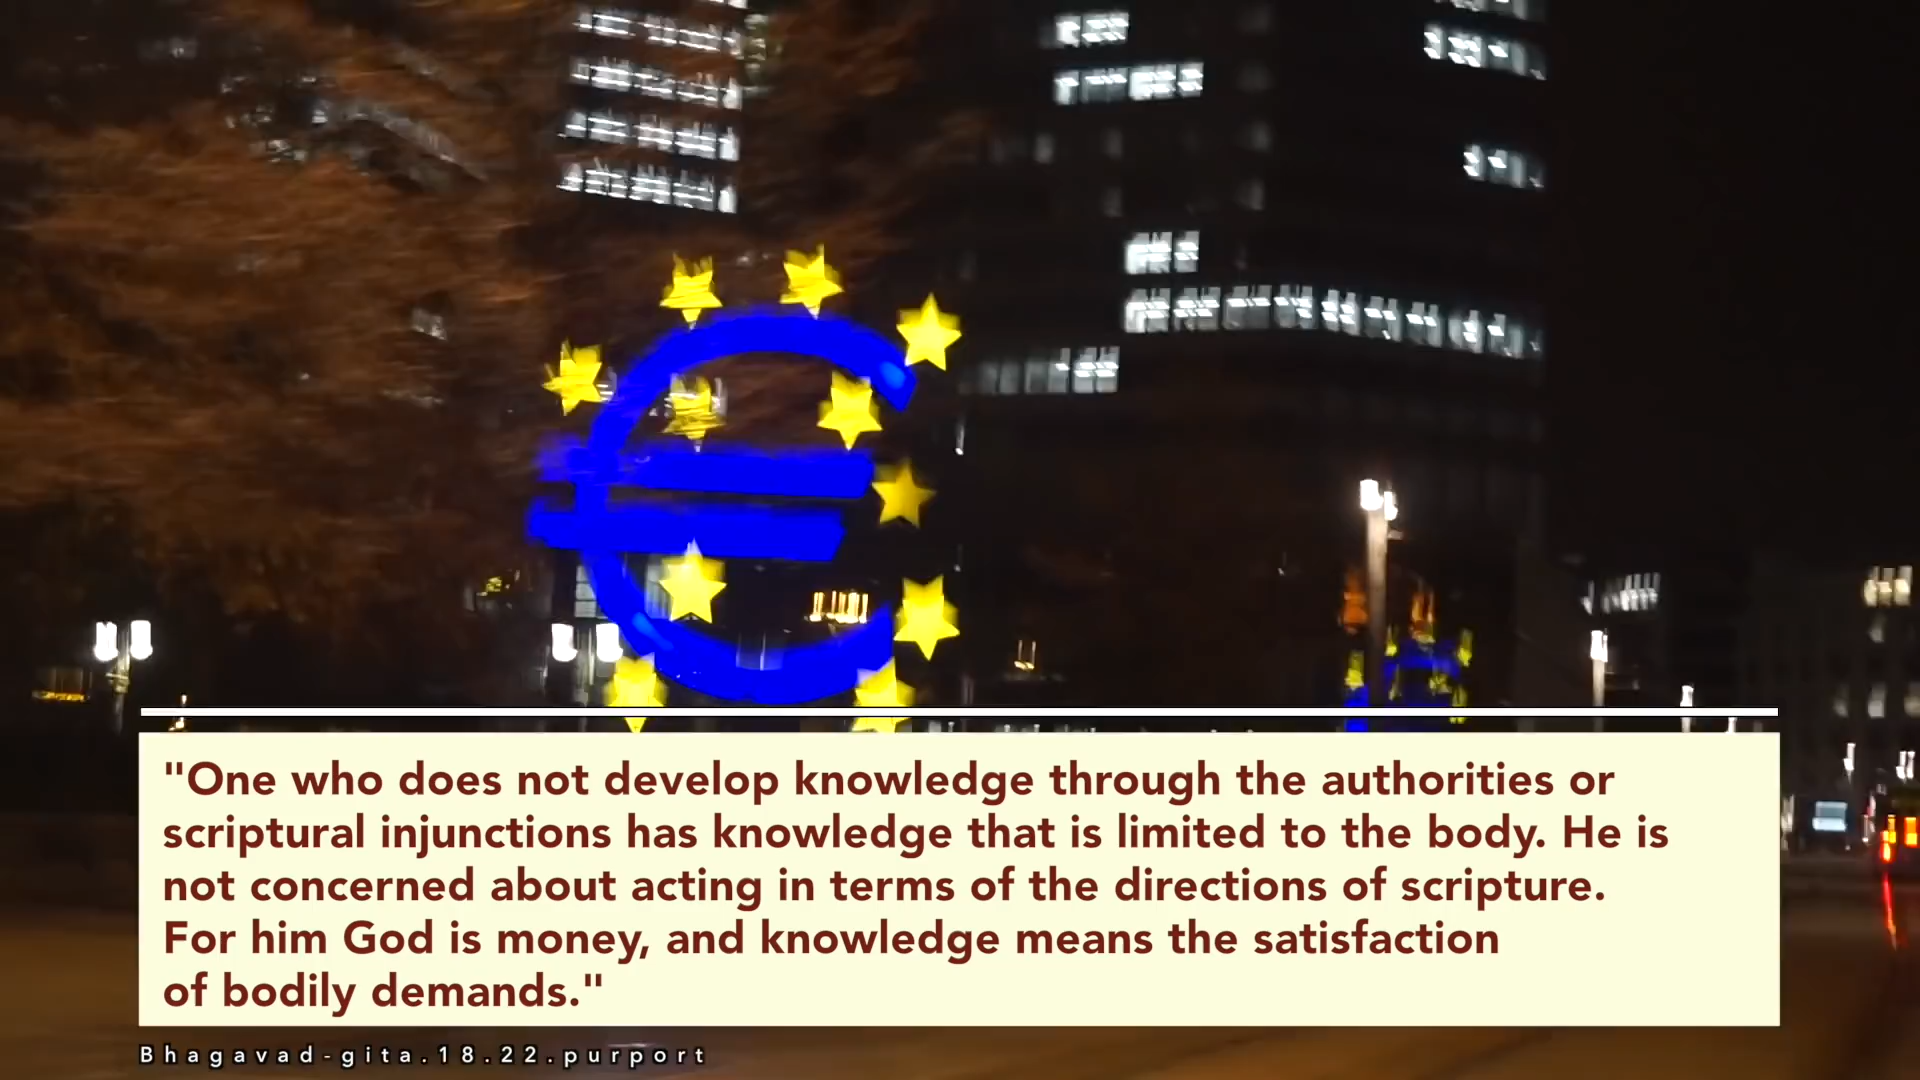 "One who does not develop knowledge through the authorities or
scriptural injunctions has knowledge that is limited to the body. He is
not concerned about acting in terms of the directions of scripture.
For him God is money, and knowledge means the satisfaction
of bodily demands."
Bhagavad-gita.18.22.purport